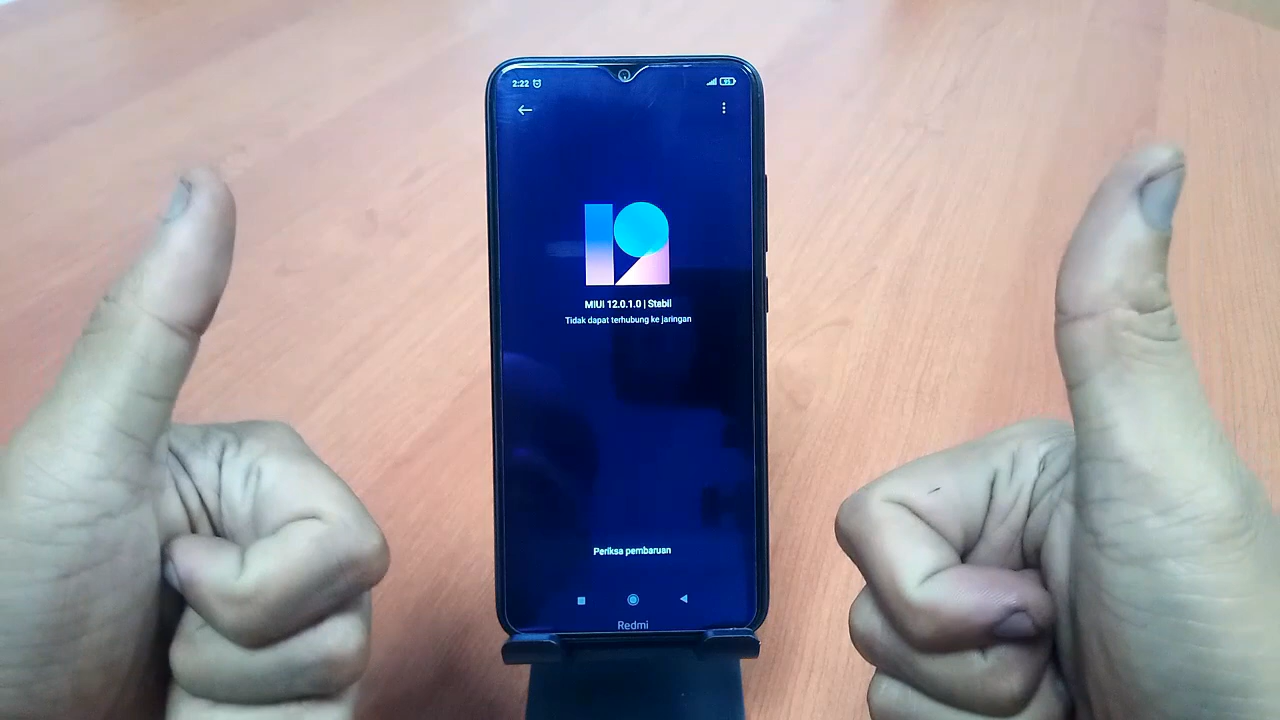 2:22
MIUI 12.0.1.0 | Stabil
Tidak dapat terhubung ke jaringan
Periksa pembaruan
Redmi